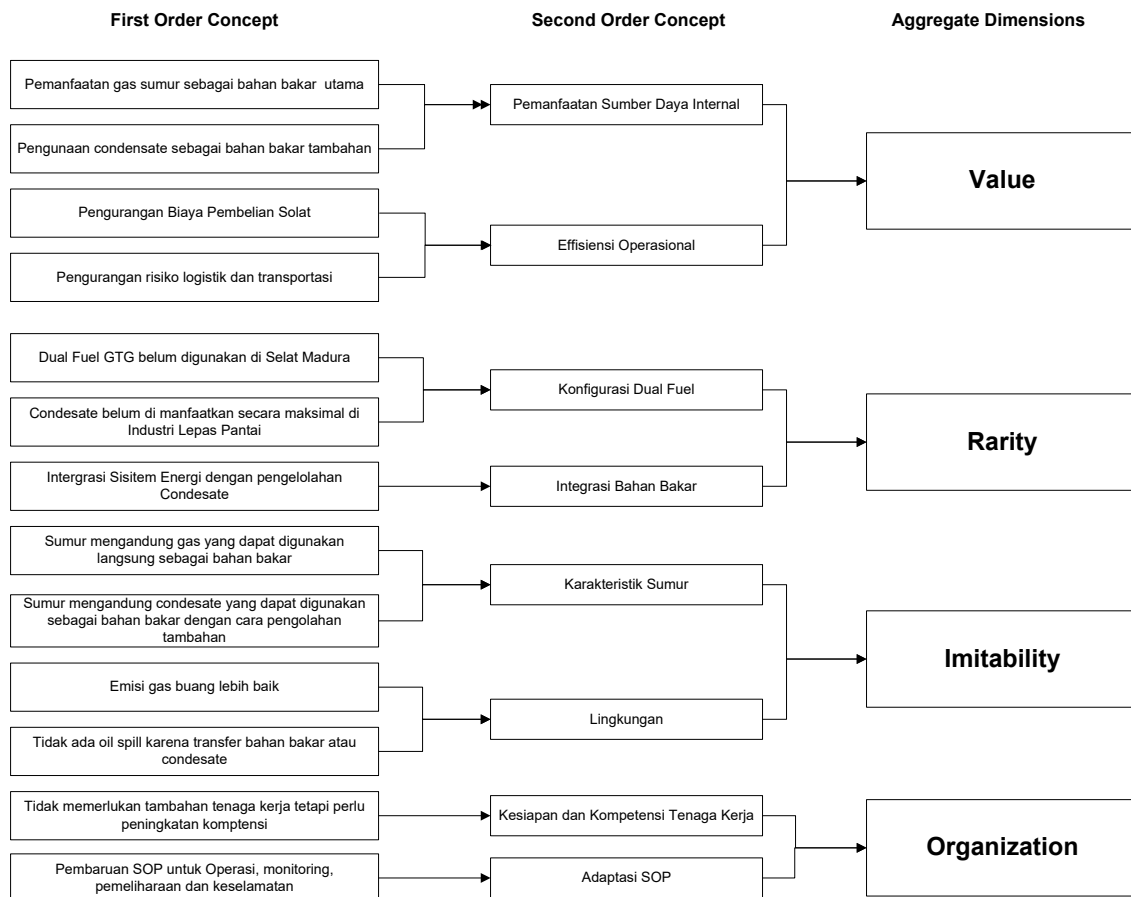 First Order Concept
Second Order Concept
Aggregate Dimensions
Pemanfaatan gas sumur sebagai bahan bakar utama
Pengunaan condensate sebagai bahan bakar tambahan
Pemanfaatan Sumber Daya Internal
Pengurangan Biaya Pembelian Solat
Pengurangan risiko logistik dan transportasi
Effisiensi Operasional
Value
Dual Fuel GTG belum digunakan di Selat Madura
Condesate belum di manfaatkan secara maksimal di
Industri Lepas Pantai
Konfigurasi Dual Fuel
Intergrasi Sisitem Energi dengan pengelolahan
Condesate
Integrasi Bahan Bakar
Rarity
Sumur mengandung gas yang dapat digunakan
langsung sebagai bahan bakar
Sumur mengandung condesate yang dapat digunakan
sebagai bahan bakar dengan cara pengolahan
tambahan
Karakteristik Sumur
Emisi gas buang lebih baik
Tidak ada oil spill karena transfer bahan bakar atau
condesate
Lingkungan
Imitability
Tidak memerlukan tambahan tenaga kerja tetapi perlu
peningkatan komptensi
Kesiapan dan Kompetensi Tenaga Kerja
Pembaruan SOP untuk Operasi, monitoring,
pemeliharaan dan keselamatan
Adaptasi SOP
Organization